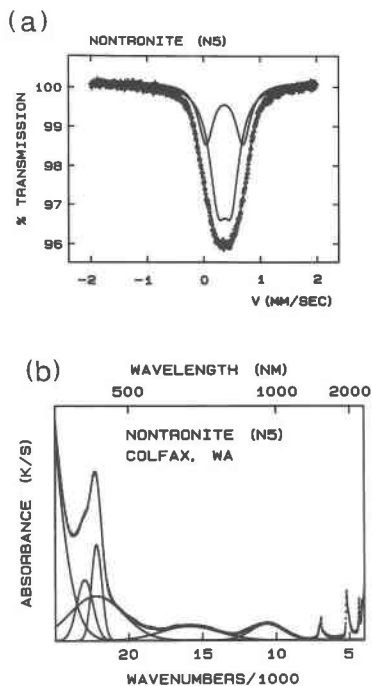 (a)
NONTRONITE (N5)
100
99
98
97
96
% TRANSMISSION
-2 -1 0 1 2
V (MM/SEC)
(b)
WAVELENGTH (NM)
500 1000 2000
NONTRONITE (N5)
COLFAX, WA
ABSORBANCE (K/S)
20 15 10 5
WAVENUMBERS/1000